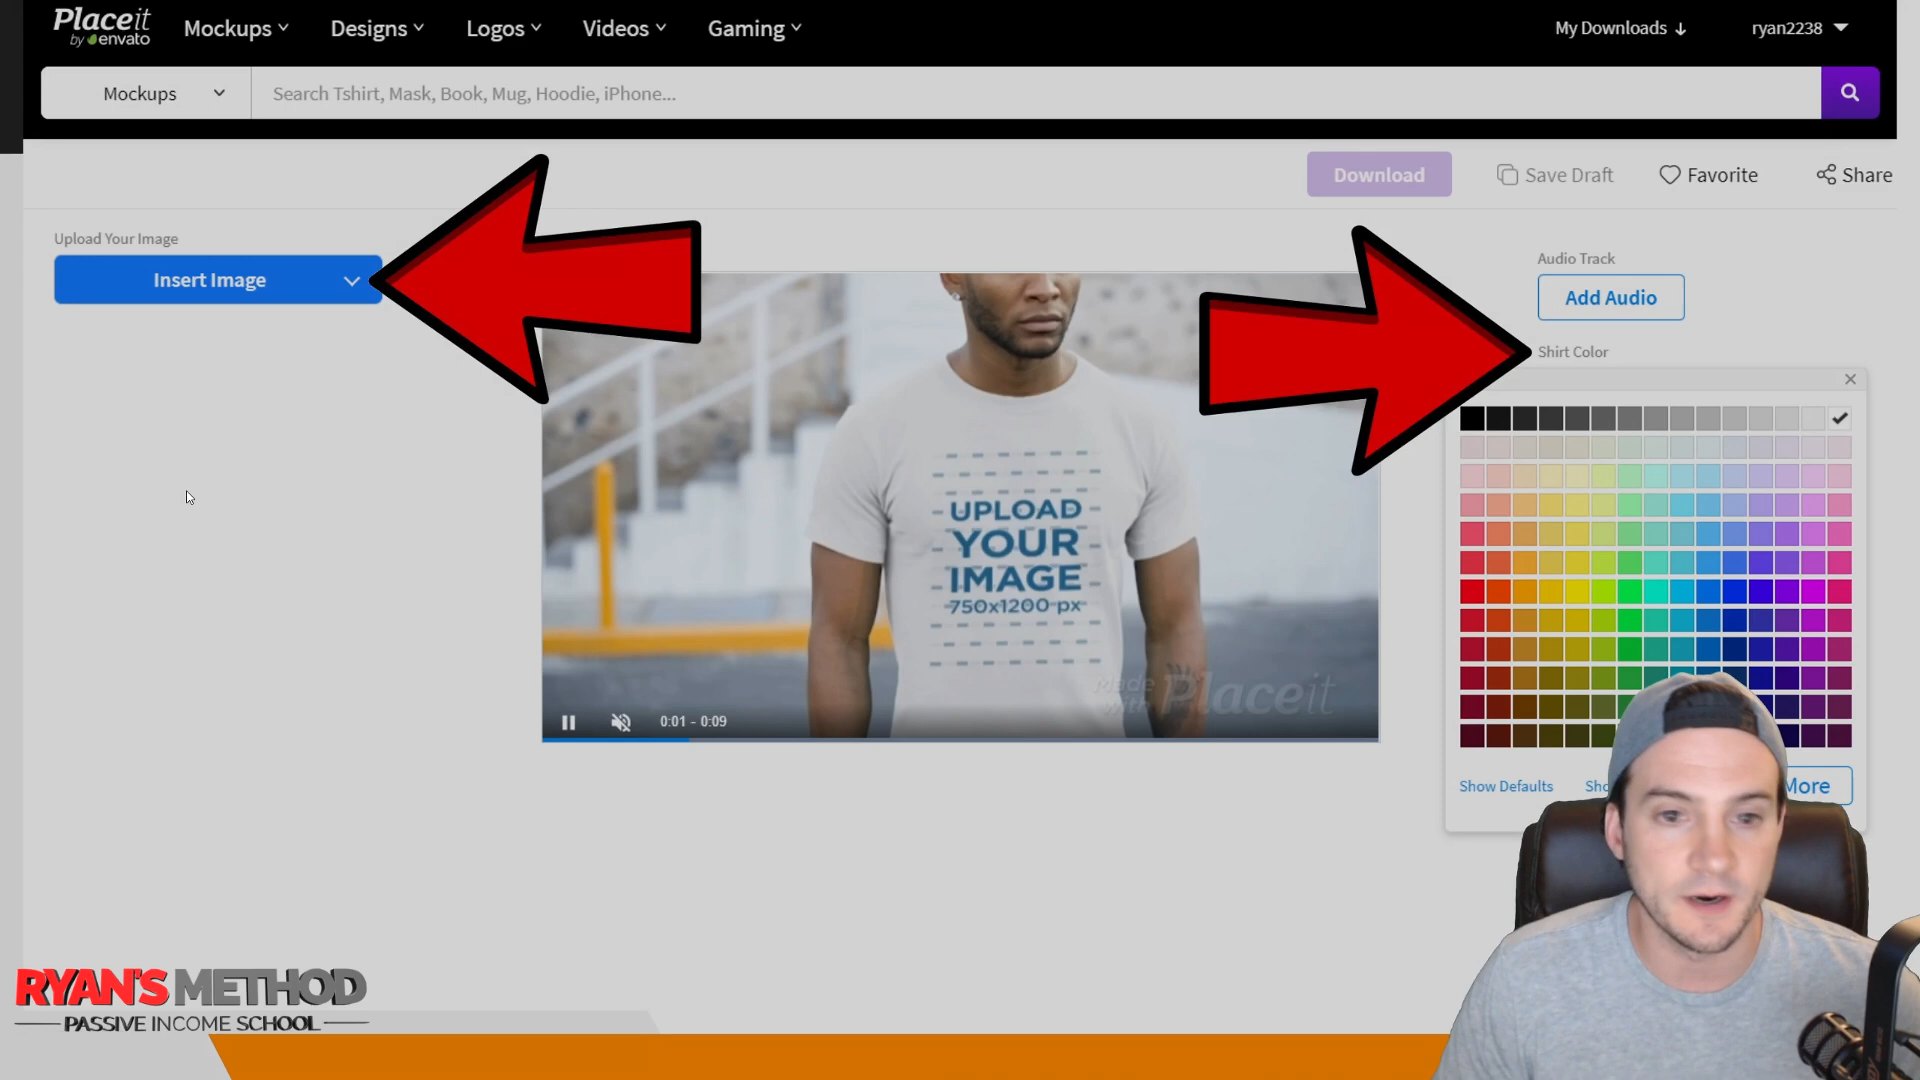 Placeit
by envato
Mockups
Designs
Logos
Videos
Gaming
My Downloads
ryan2238
Mockups
Search Tshirt, Mask, Book, Mug, Hoodie, iPhone...
Download
Save Draft
Favorite
Share
Upload Your Image
Insert Image
Audio Track
Add Audio
Shirt Color
UPLOAD
YOUR
IMAGE
750x1200 px
Made
with Placeit
0:01 - 0:09
Show Defaults
More
RYAN'S METHOD
PASSIVE INCOME SCHOOL